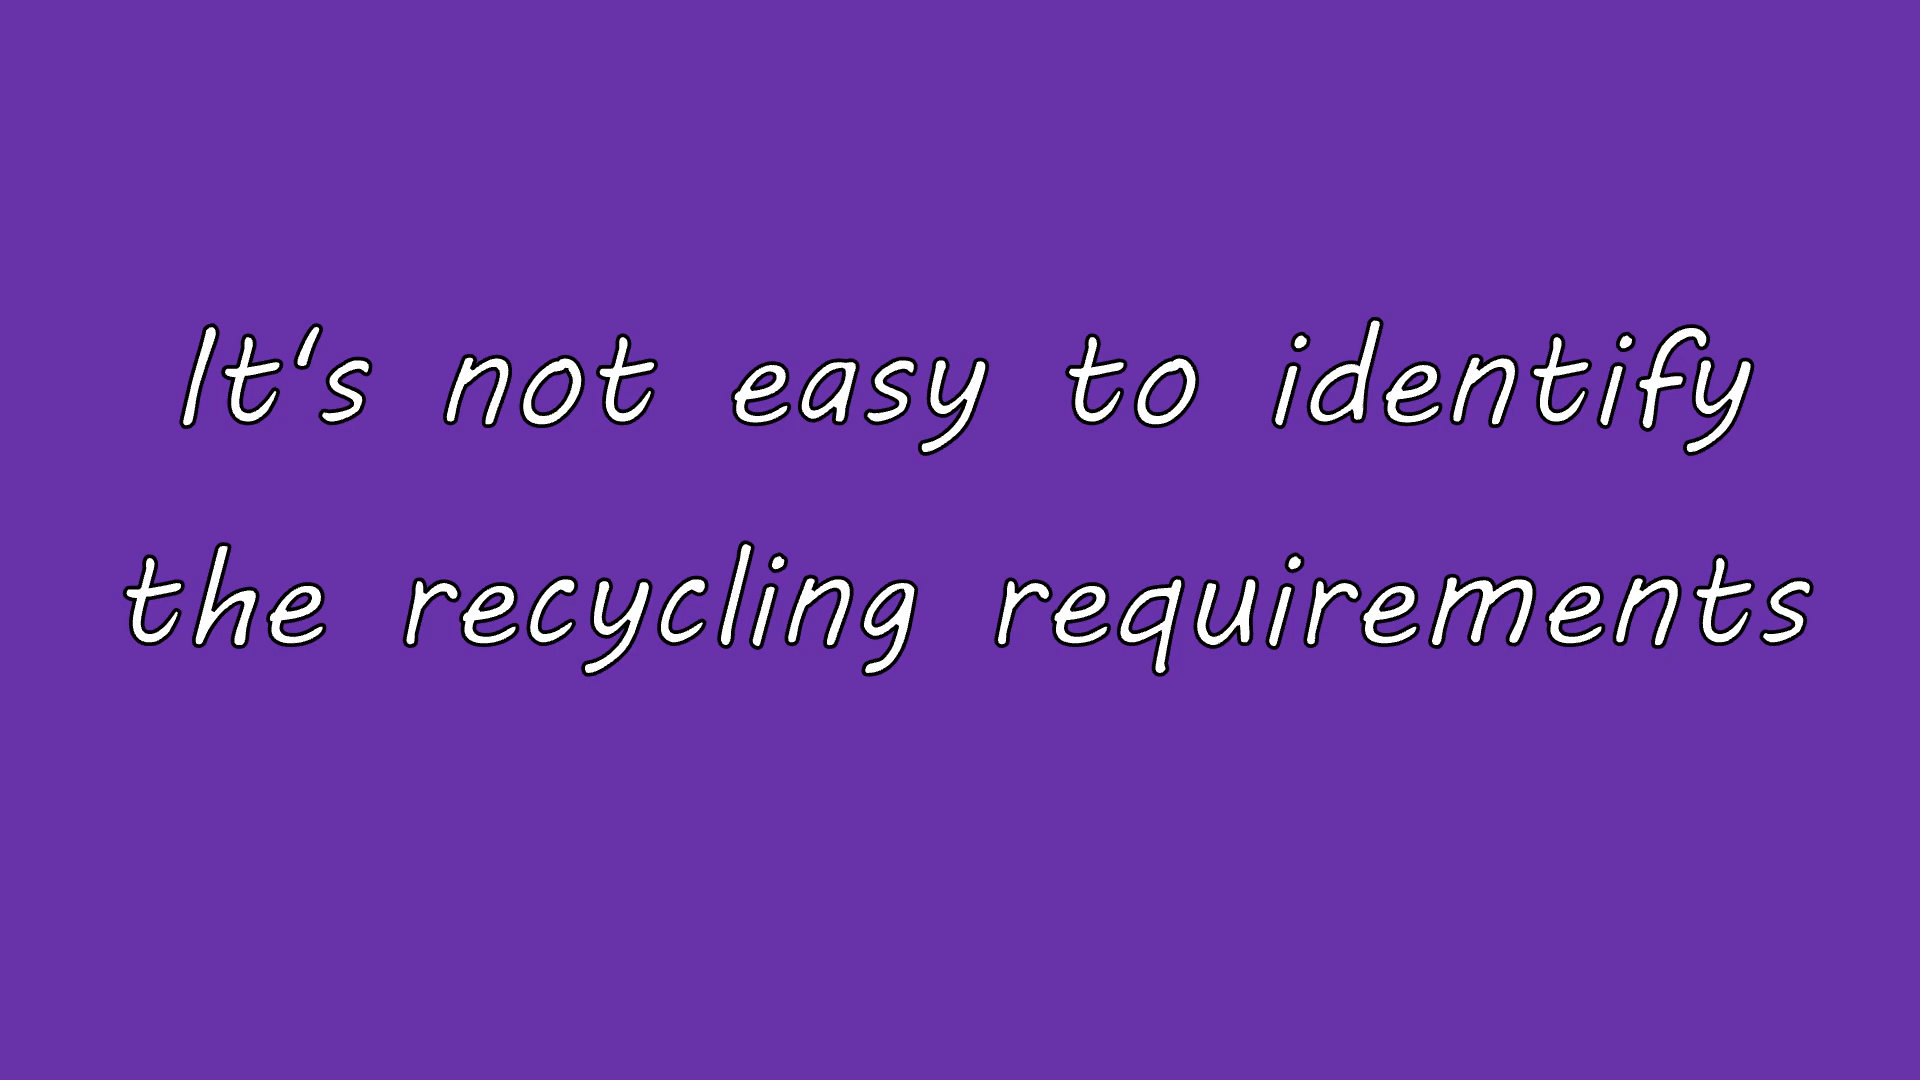 It's not easy to identify
the recycling requirements